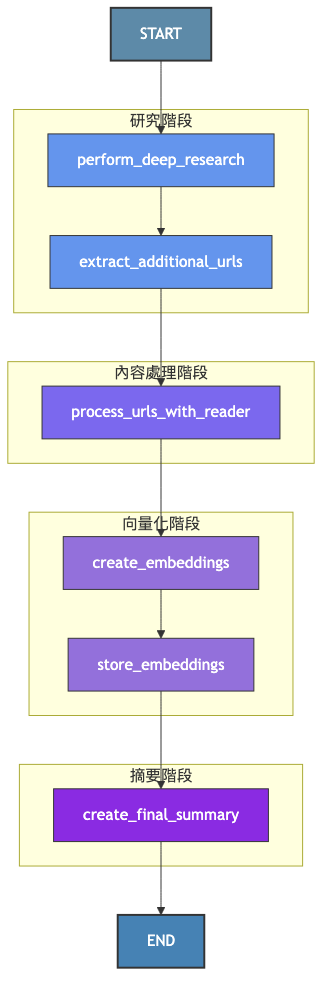 START
研究階段
perform_deep_research
extract_additional_urls
內容處理階段
process_urls_with_reader
向量化階段
create_embeddings
store_embeddings
摘要階段
create_final_summary
END